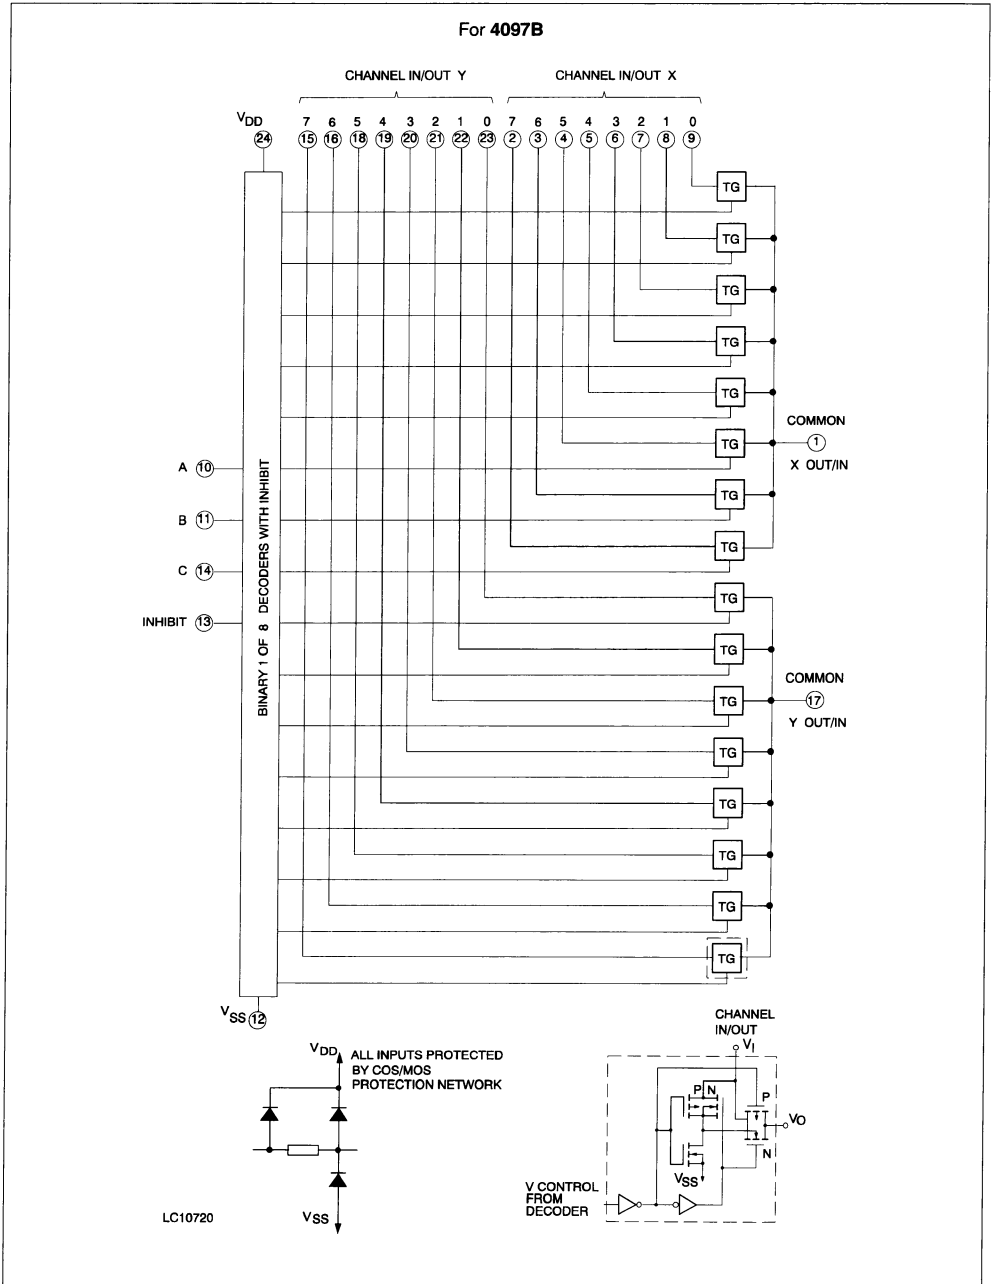 For 4097B
CHANNEL IN/OUT Y CHANNEL IN/OUT X
VDD 7 6 5 4 3 2 1 0 7 6 5 4 3 2 1 0
24 15 16 18 19 20 21 22 23 2 3 4 5 6 7 8 9
TG
TG
TG
TG
TG
COMMON
TG 1
X OUT/IN
A 10
TG
B 11
TG
C 14
TG
INHIBIT 13
BINARY 1 OF 8 DECODERS WITH INHIBIT
TG
COMMON
TG 17
Y OUT/IN
TG
TG
TG
TG
TG
VSS 12
CHANNEL
IN/OUT
VI
VDD ALL INPUTS PROTECTED
BY COS/MOS
PROTECTION NETWORK
P N P
VO
N
VSS
V CONTROL
FROM
DECODER
LC10720
VSS